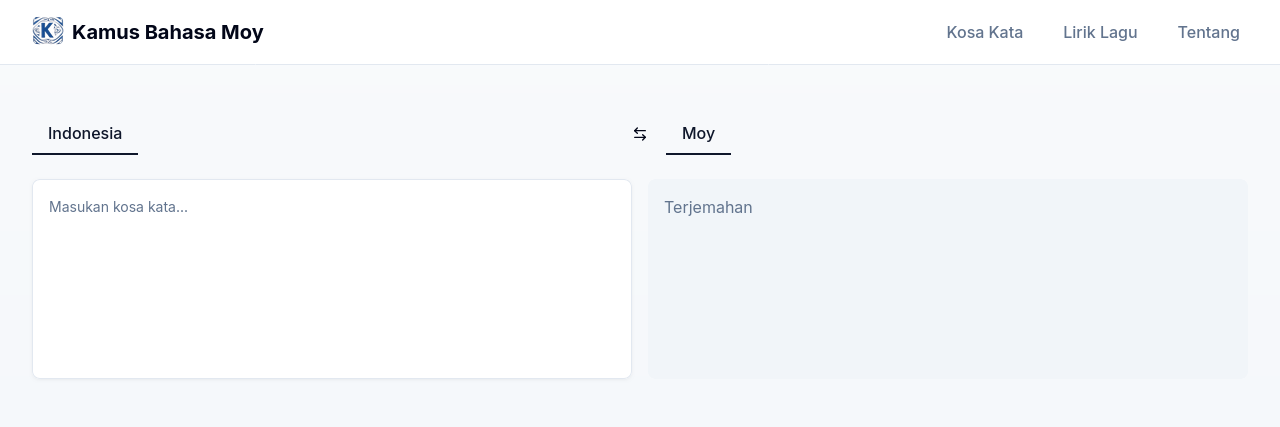 K Kamus Bahasa Moy
Kosa Kata Lirik Lagu Tentang
Indonesia Moy
Masukan kosa kata... Terjemahan